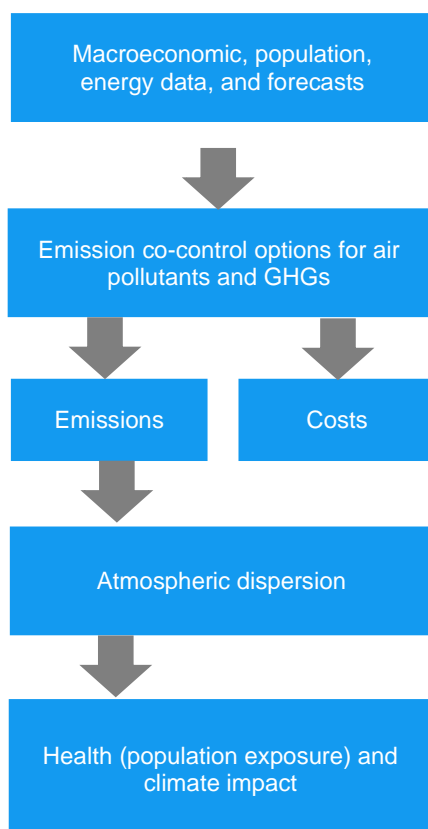 Macroeconomic, population,
energy data, and forecasts
Emission co-control options for air
pollutants and GHGs
Emissions
Costs
Atmospheric dispersion
Health (population exposure) and
climate impact